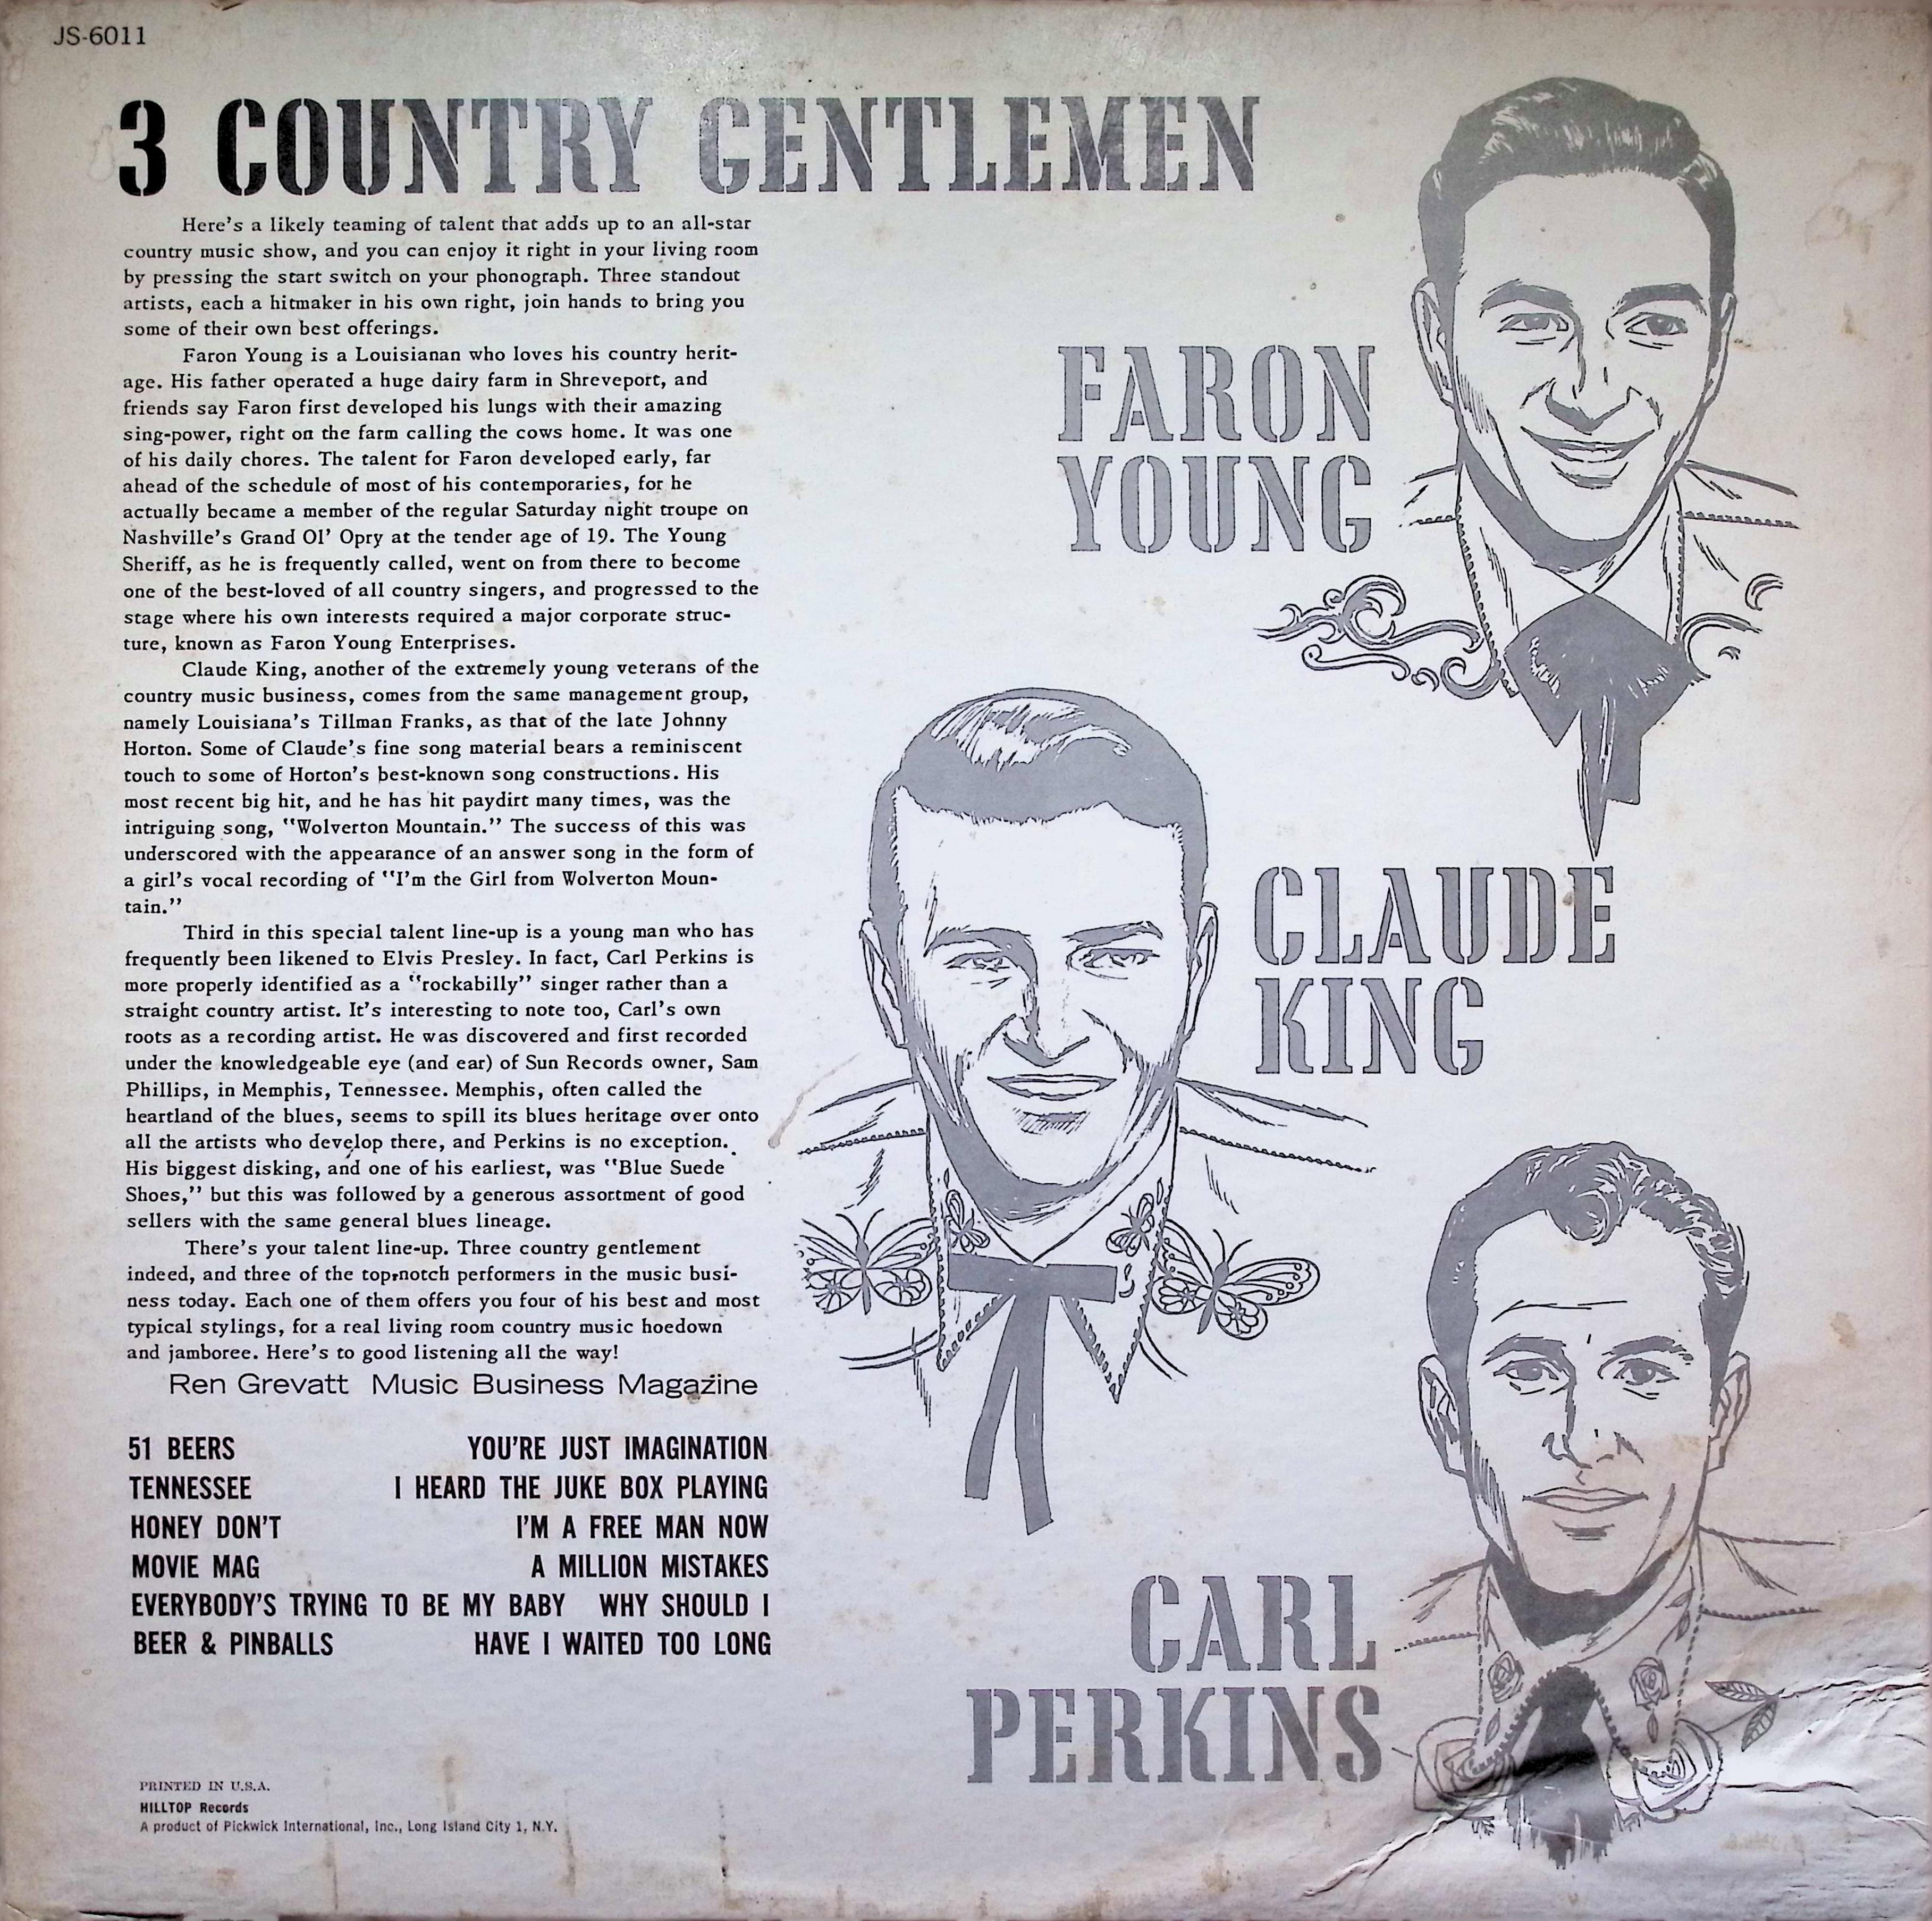 JS-6011
3 COUNTRY GENTLEMEN
Here's a likely teaming of talent that adds up to an all-star
country music show, and you can enjoy it right in your living room
by pressing the start switch on your phonograph. Three standout
artists, each a hitmaker in his own right, join hands to bring you
some of their own best offerings.
Faron Young is a Louisianan who loves his country herit-
age. His father operated a huge dairy farm in Shreveport, and
friends say Faron first developed his lungs with their amazing
sing-power, right on the farm calling the cows home. It was one
of his daily chores. The talent for Faron developed early, far
ahead of the schedule of most of his contemporaries, for he
actually became a member of the regular Saturday night troupe on
Nashville's Grand Ol' Opry at the tender age of 19. The Young
Sheriff, as he is frequently called, went on from there to become
one of the best-loved of all country singers, and progressed to the
stage where his own interests required a major corporate struc-
ture, known as Faron Young Enterprises.
Claude King, another of the extremely young veterans of the
country music business, comes from the same management group,
namely Louisiana's Tillman Franks, as that of the late Johnny
Horton. Some of Claude's fine song material bears a reminiscent
touch to some of Horton's best-known song constructions. His
most recent big hit, and he has hit paydirt many times, was the
intriguing song, "Wolverton Mountain." The success of this was
underscored with the appearance of an answer song in the form of
a girl's vocal recording of "I'm the Girl from Wolverton Moun-
tain."
Third in this special talent line-up is a young man who has
frequently been likened to Elvis Presley. In fact, Carl Perkins is
more properly identified as a "rockabilly" singer rather than a
straight country artist. It's interesting to note too, Carl's own
roots as a recording artist. He was discovered and first recorded
under the knowledgeable eye (and ear) of Sun Records owner, Sam
Phillips, in Memphis, Tennessee. Memphis, often called the
heartland of the blues, seems to spill its blues heritage over onto
all the artists who develop there, and Perkins is no exception.
His biggest disking, and one of his earliest, was "Blue Suede
Shoes," but this was followed by a generous assortment of good
sellers with the same general blues lineage.
There's your talent line-up. Three country gentlement
indeed, and three of the top-notch performers in the music busi-
ness today. Each one of them offers you four of his best and most
typical stylings, for a real living room country music hoedown
and jamboree. Here's to good listening all the way!
Ren Grevatt Music Business Magazine
51 BEERS YOU'RE JUST IMAGINATION
TENNESSEE I HEARD THE JUKE BOX PLAYING
HONEY DON'T I'M A FREE MAN NOW
MOVIE MAG A MILLION MISTAKES
EVERYBODY'S TRYING TO BE MY BABY WHY SHOULD I
BEER & PINBALLS HAVE I WAITED TOO LONG
PRINTED IN U.S.A.
HILLTOP Records
A product of Pickwick International, Inc., Long Island City 1, N.Y.
FARON
YOUNG
CLAUDE
KING
CARL
PERKINS